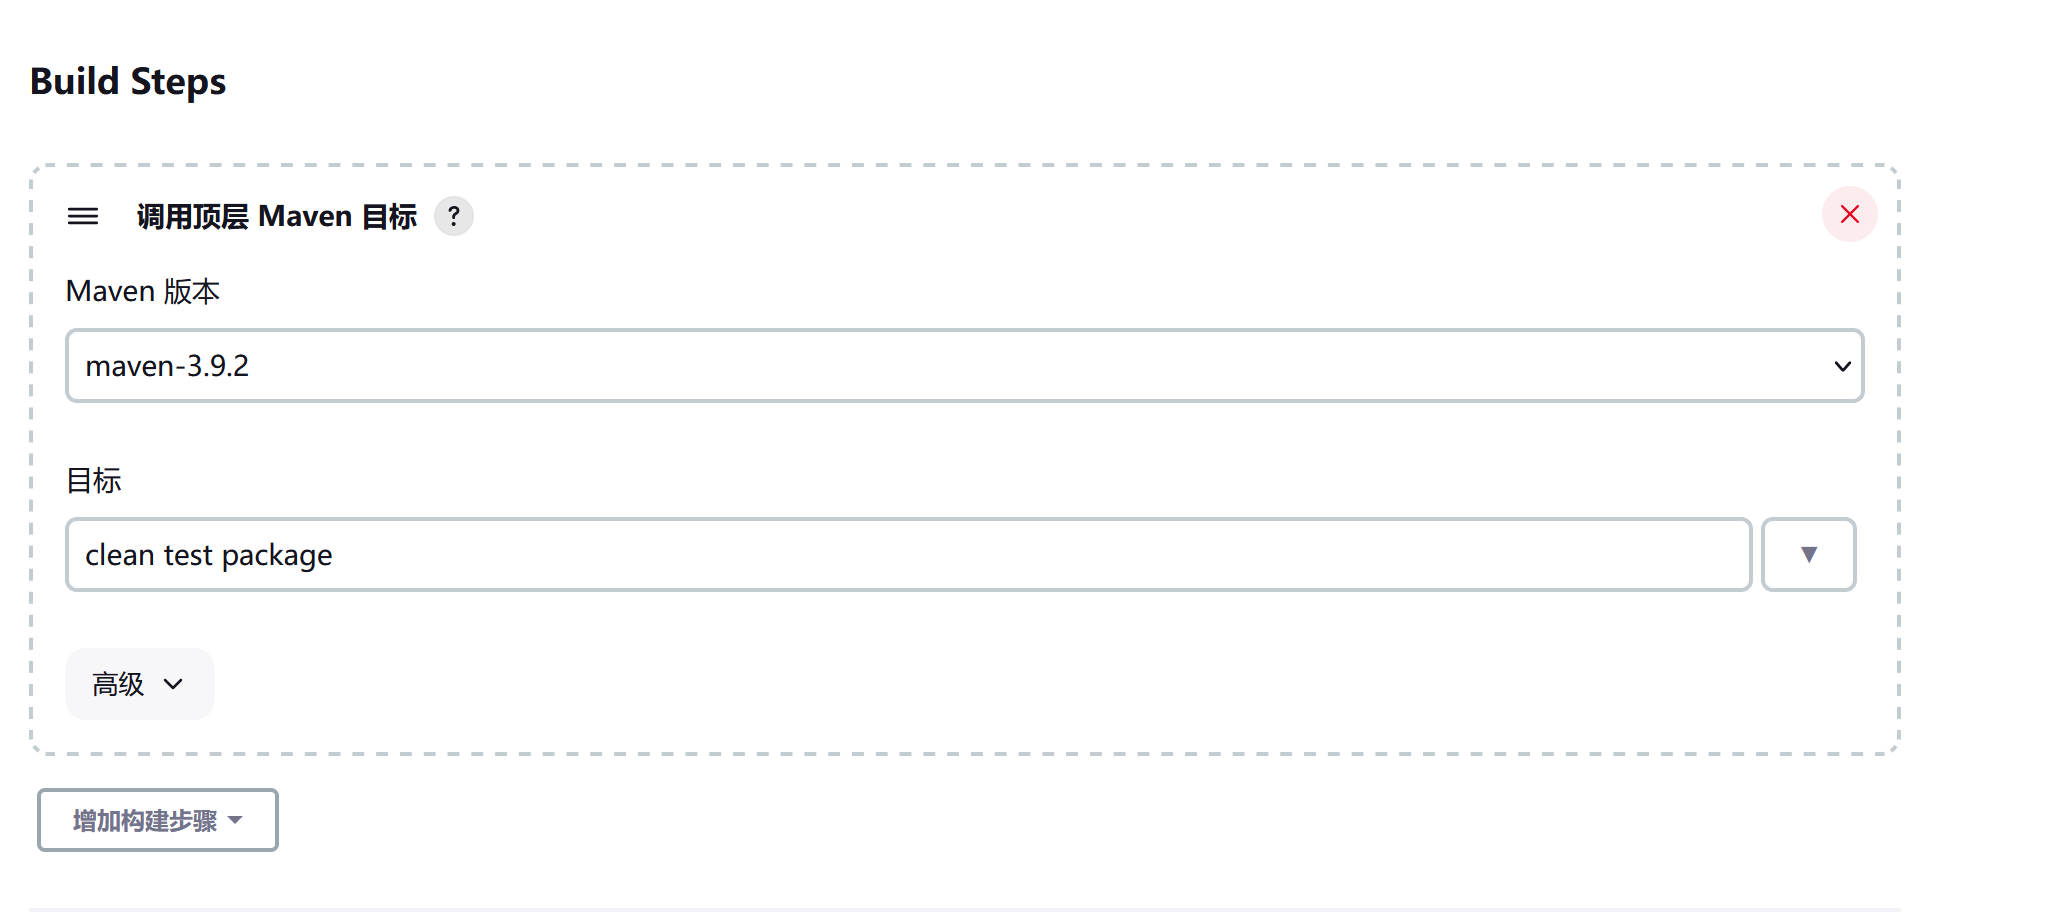 Build Steps
调用顶层 Maven 目标 ?
Maven 版本
maven-3.9.2
目标
clean test package
高级
增加构建步骤